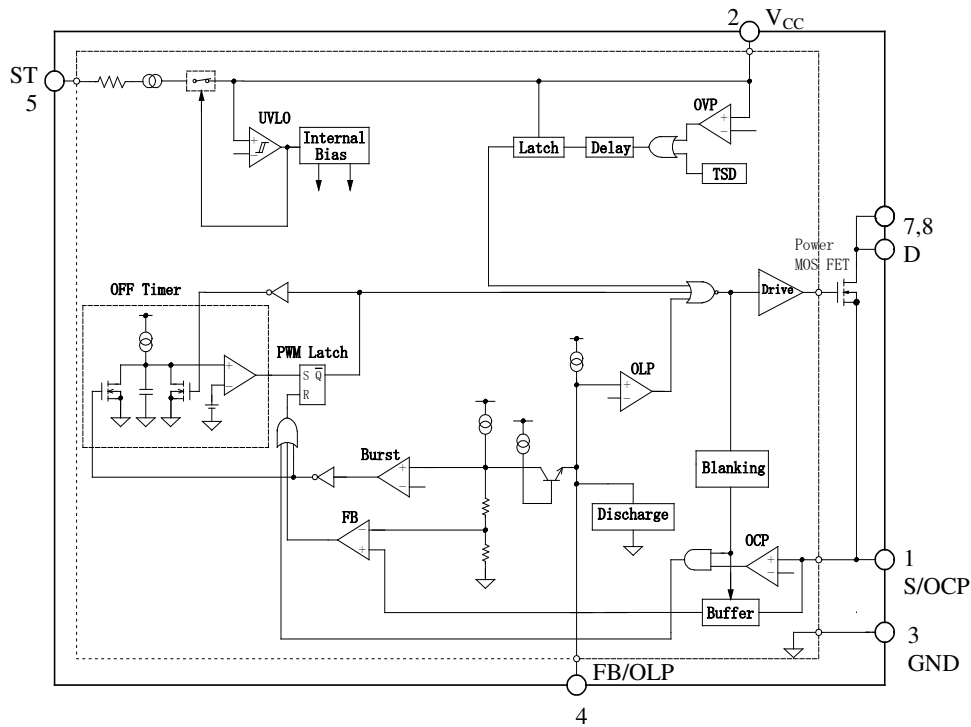 2
VCC
ST
5
OVP
UVLO
Internal
Bias
Latch
Delay
TSD
7,8
D
Power
MOS FET
OFF Timer
Drive
PWM Latch
S Q̅
R
OLP
Burst
Blanking
FB
Discharge
OCP
1
S/OCP
Buffer
3
GND
FB/OLP
4